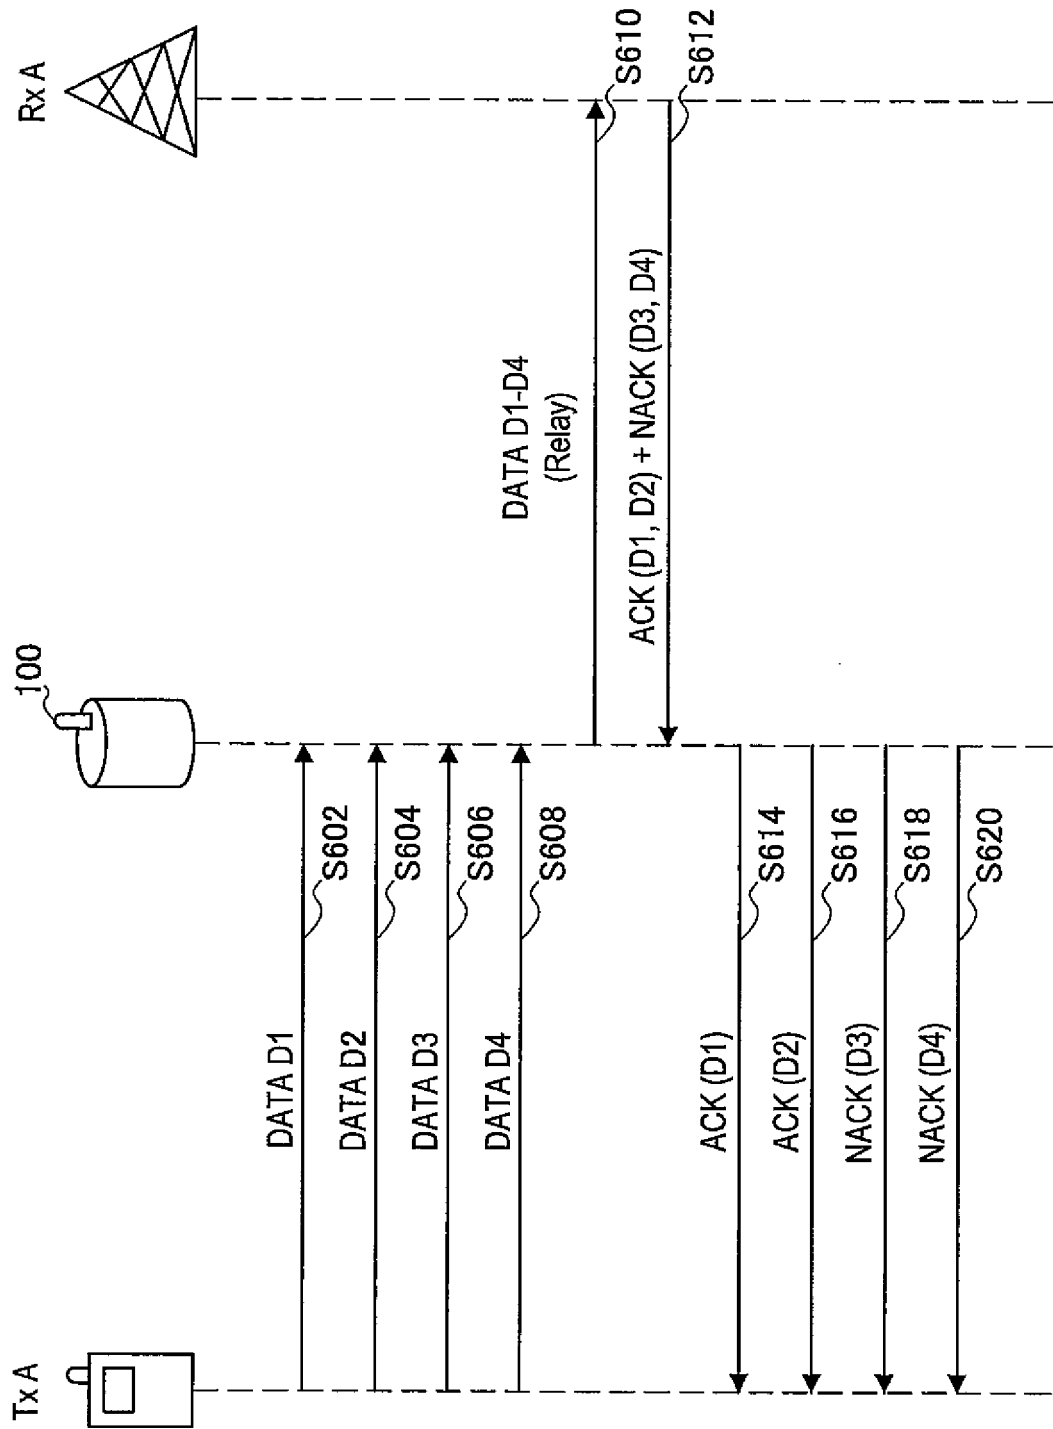 Tx A
100
Rx A
DATA D1
S602
DATA D2
S604
DATA D3
S606
DATA D4
S608
DATA D1-D4
(Relay)
S610
ACK (D1, D2) + NACK (D3, D4)
S612
ACK (D1)
S614
ACK (D2)
S616
NACK (D3)
S618
NACK (D4)
S620